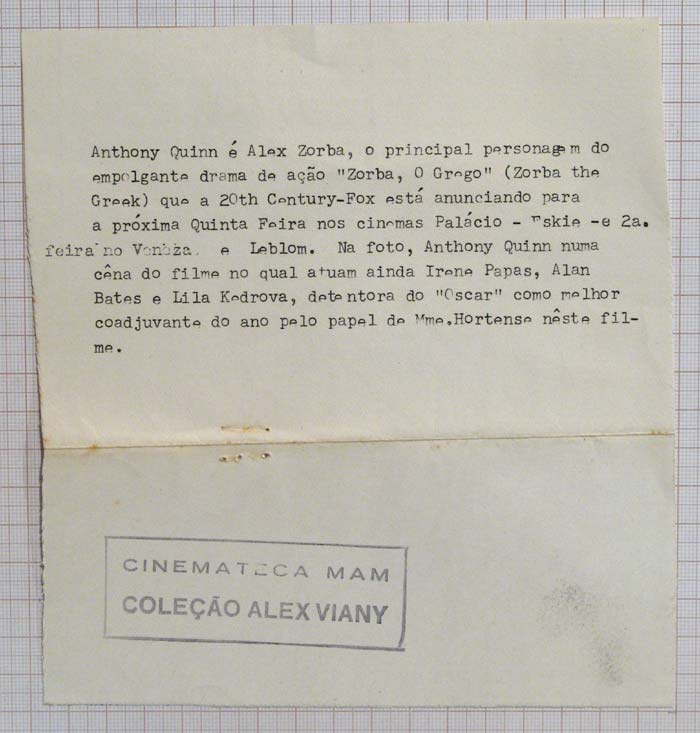 Anthony Quinn é Alex Zorba, o principal personagem do
empolgante drama de ação "Zorba, O Grego" (Zorba the
Greek) que a 20th Century-Fox está anunciando para
a próxima Quinta Feira nos cinemas Palácio - -e 2a.
feira no Veneza e Leblom. Na foto, Anthony Quinn numa
cêna do filme no qual atuam ainda Irene Papas, Alan
Bates e Lila Kedrova, detentora do "Oscar" como melhor
coadjuvante do ano pelo papel de Mme.Hortense nêste fil-
me.
CINEMATECA MAM
COLEÇÃO ALEX VIANY